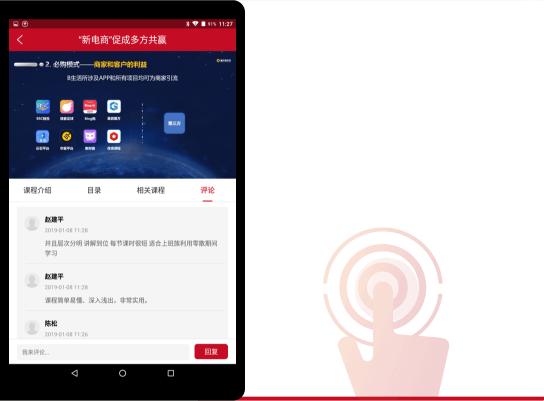 91% 11:27
“新电商”促成多方共赢
2. 必购模式——商家和客户的利益
B生活所涉及APP和所有项目均可为商家引流
第三方
课程介绍 目录 相关课程 评论
赵建平
2019-01-08 11:28
并且层次分明 讲解到位 每节课时很短 适合上班族利用零散期间
学习
赵建平
2019-01-08 11:28
课程简单易懂、深入浅出，非常实用。
陈松
2019-01-08 11:26
我来评论... 回复